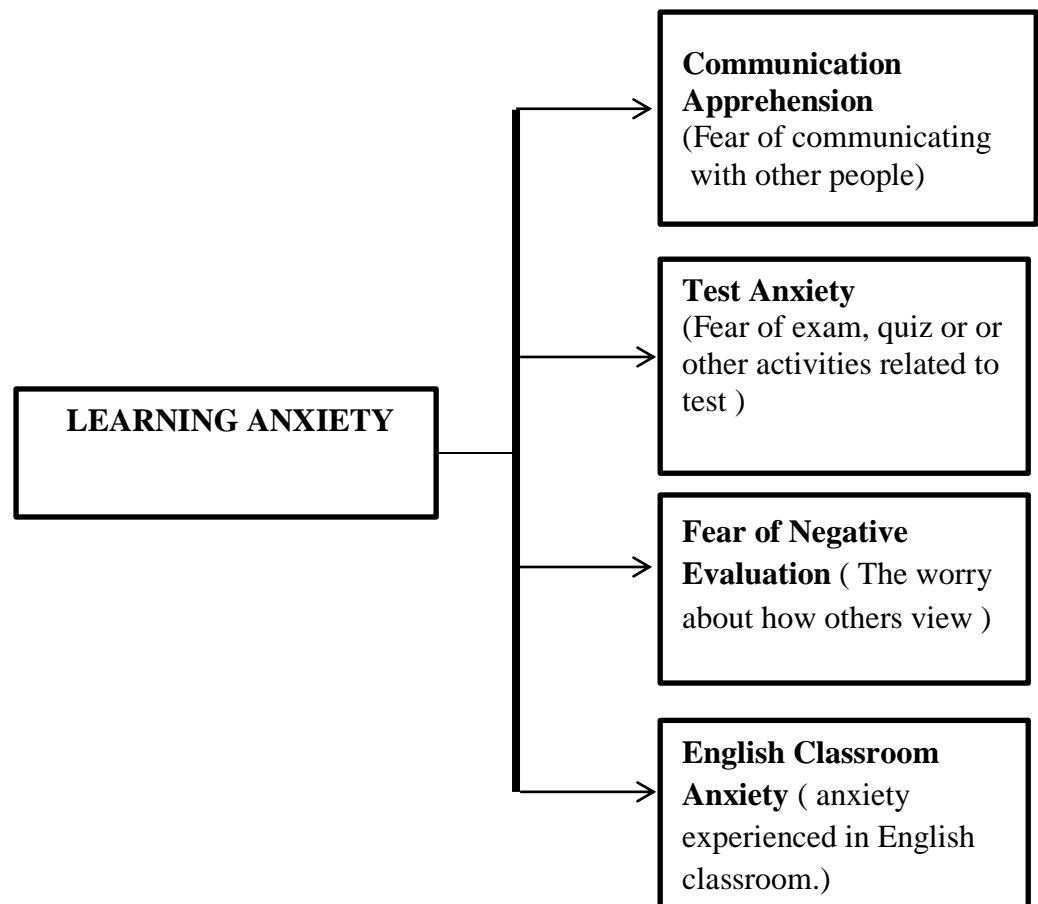 LEARNING ANXIETY
Communication
Apprehension
(Fear of communicating
with other people)
Test Anxiety
(Fear of exam, quiz or or
other activities related to
test )
Fear of Negative
Evaluation ( The worry
about how others view )
English Classroom
Anxiety ( anxiety
experienced in English
classroom.)